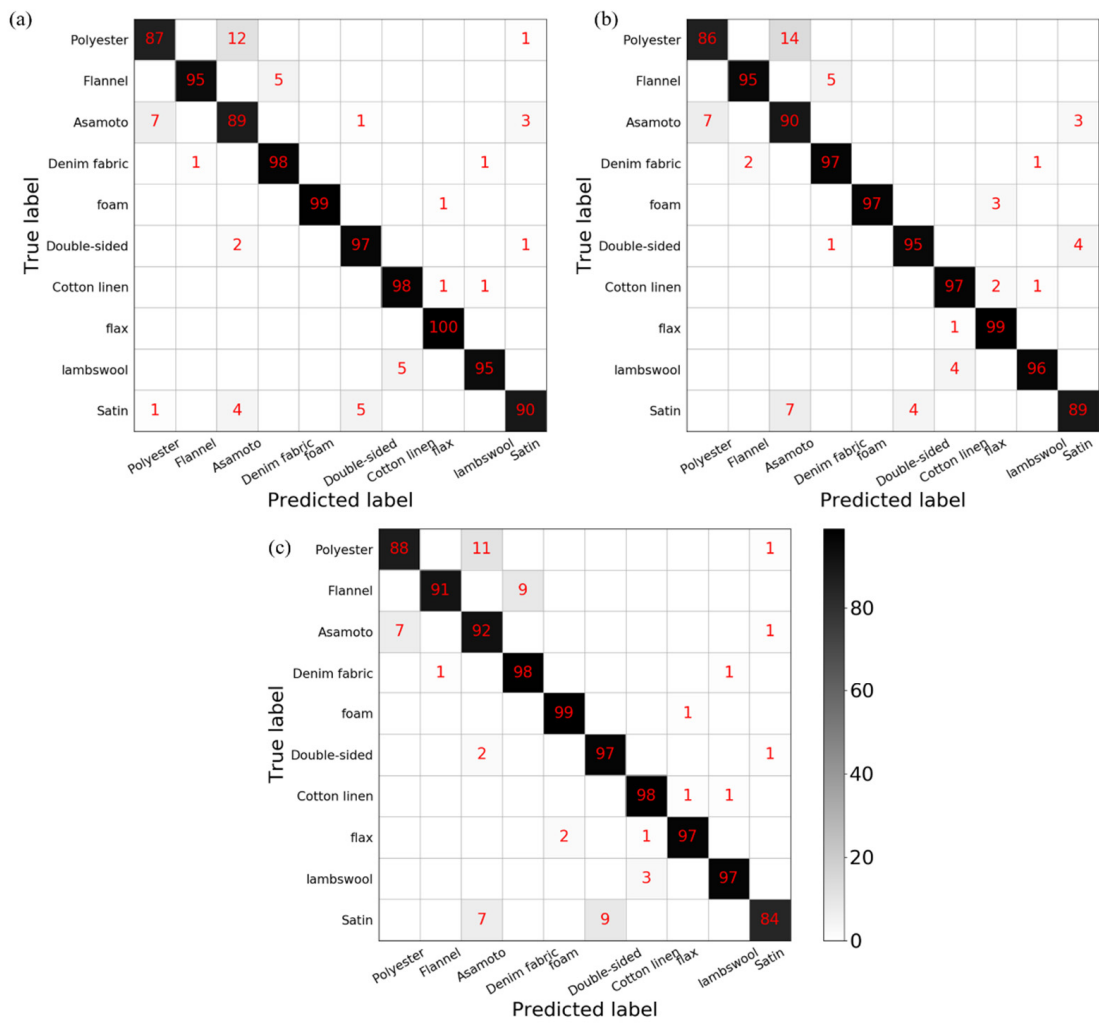 (a)
Polyester 87 12 1
Flannel 95 5
Asamoto 7 89 1 3
Denim fabric 1 98 1
foam 99 1
Double-sided 2 97 1
Cotton linen 98 1 1
flax 100
lambswool 5 95
Satin 1 4 5 90
True label
Polyester Flannel Asamoto Denim fabric foam Double-sided Cotton linen flax lambswool Satin
Predicted label
(b)
Polyester 86 14
Flannel 95 5
Asamoto 7 90 3
Denim fabric 2 97 1
foam 97 3
Double-sided 1 95 4
Cotton linen 97 2 1
flax 1 99
lambswool 4 96
Satin 7 4 89
True label
Polyester Flannel Asamoto Denim fabric foam Double-sided Cotton linen flax lambswool Satin
Predicted label
(c)
Polyester 88 11 1
Flannel 91 9
Asamoto 7 92 1
Denim fabric 1 98 1
foam 99 1
Double-sided 2 97 1
Cotton linen 98 1 1
flax 2 1 97
lambswool 3 97
Satin 7 9 84
True label
Polyester Flannel Asamoto Denim fabric foam Double-sided Cotton linen flax lambswool Satin
Predicted label
80
60
40
20
0